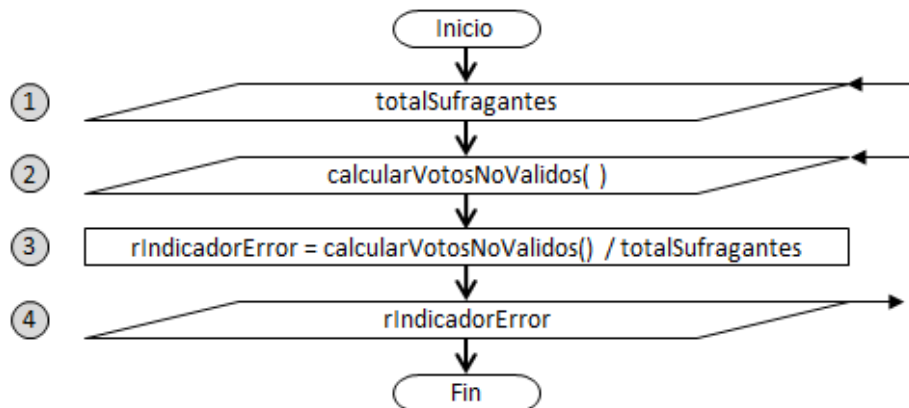 Inicio
1 totalSufragantes
2 calcularVotosNoValidos( )
3 rIndicadorError = calcularVotosNoValidos() / totalSufragantes
4 rIndicadorError
Fin